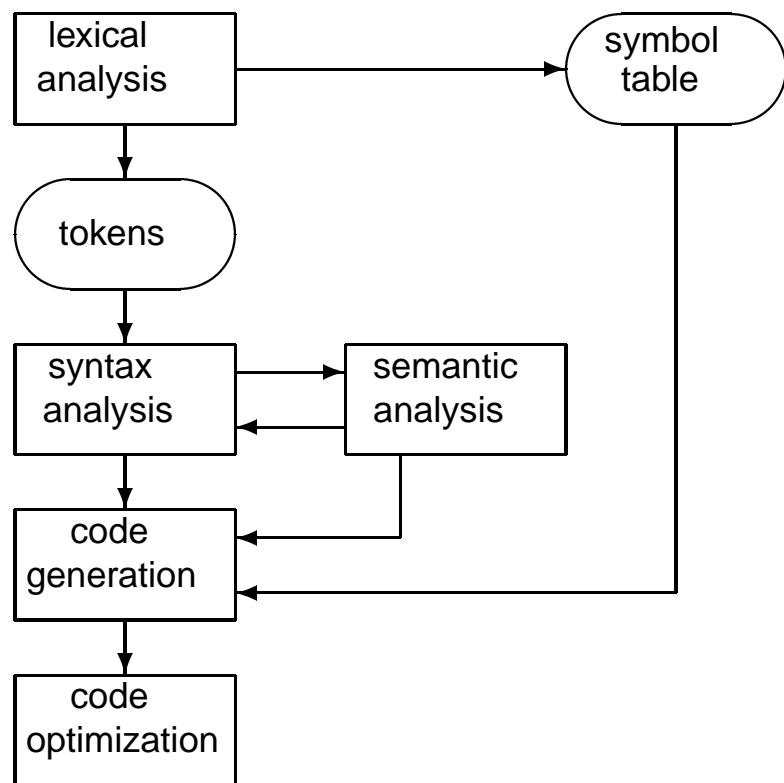 lexical
analysis
symbol
table
tokens
syntax
analysis
semantic
analysis
code
generation
code
optimization